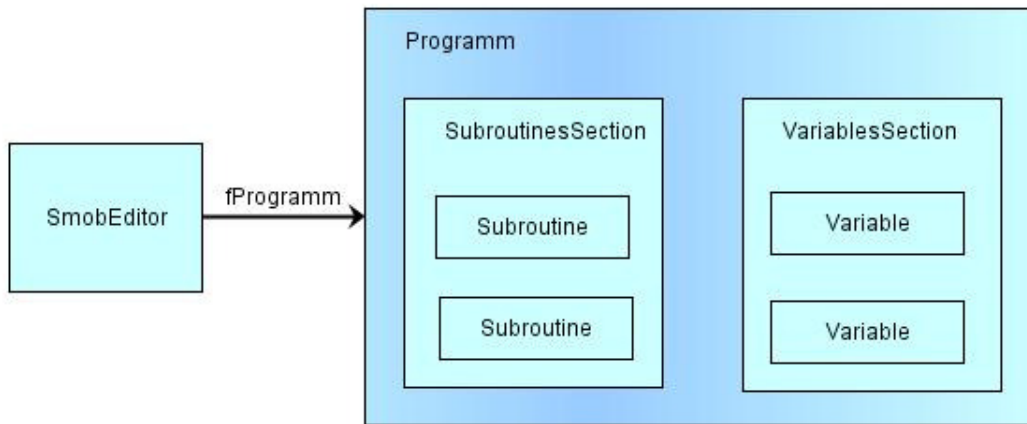 Programm
SubroutinesSection
VariablesSection
SmobEditor
fProgramm
Subroutine
Variable
Subroutine
Variable